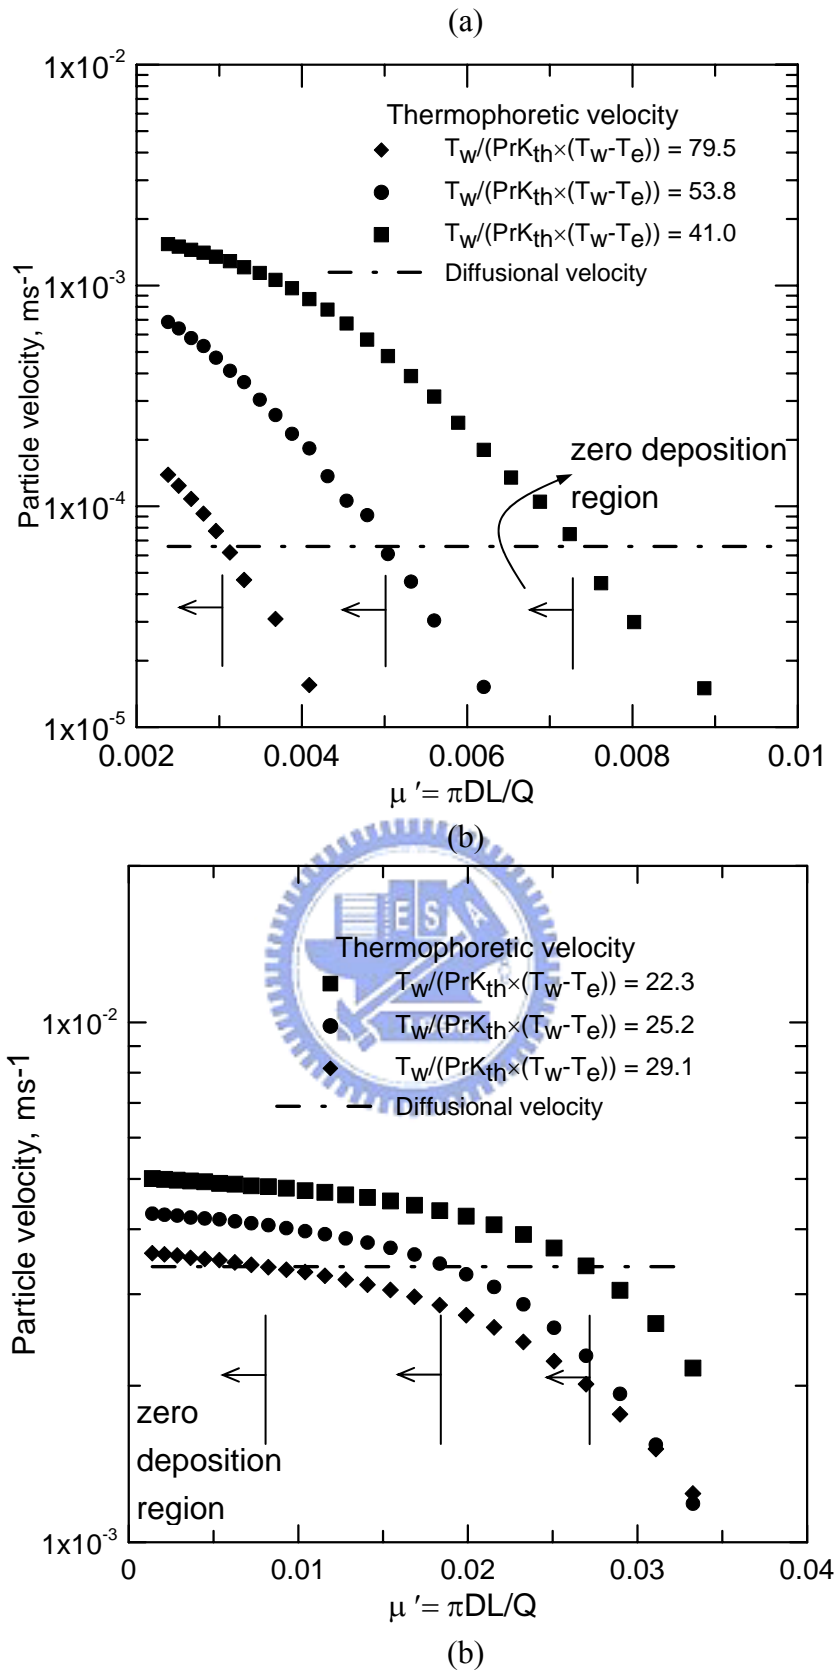 (a)
1x10-2
Thermophoretic velocity
Tw/(PrKth×(Tw-Te)) = 79.5
Tw/(PrKth×(Tw-Te)) = 53.8
Tw/(PrKth×(Tw-Te)) = 41.0
Diffusional velocity
1x10-3
Particle velocity, ms-1
zero deposition
region
1x10-4
1x10-5
0.002 0.004 0.006 0.008 0.01
μ ′= πDL/Q
(b)
E S A
Thermophoretic velocity
Tw/(PrKth×(Tw-Te)) = 22.3
1x10-2
Tw/(PrKth×(Tw-Te)) = 25.2
Tw/(PrKth×(Tw-Te)) = 29.1
Diffusional velocity
Particle velocity, ms-1
zero
deposition
region
1x10-3
0 0.01 0.02 0.03 0.04
μ ′= πDL/Q
(b)